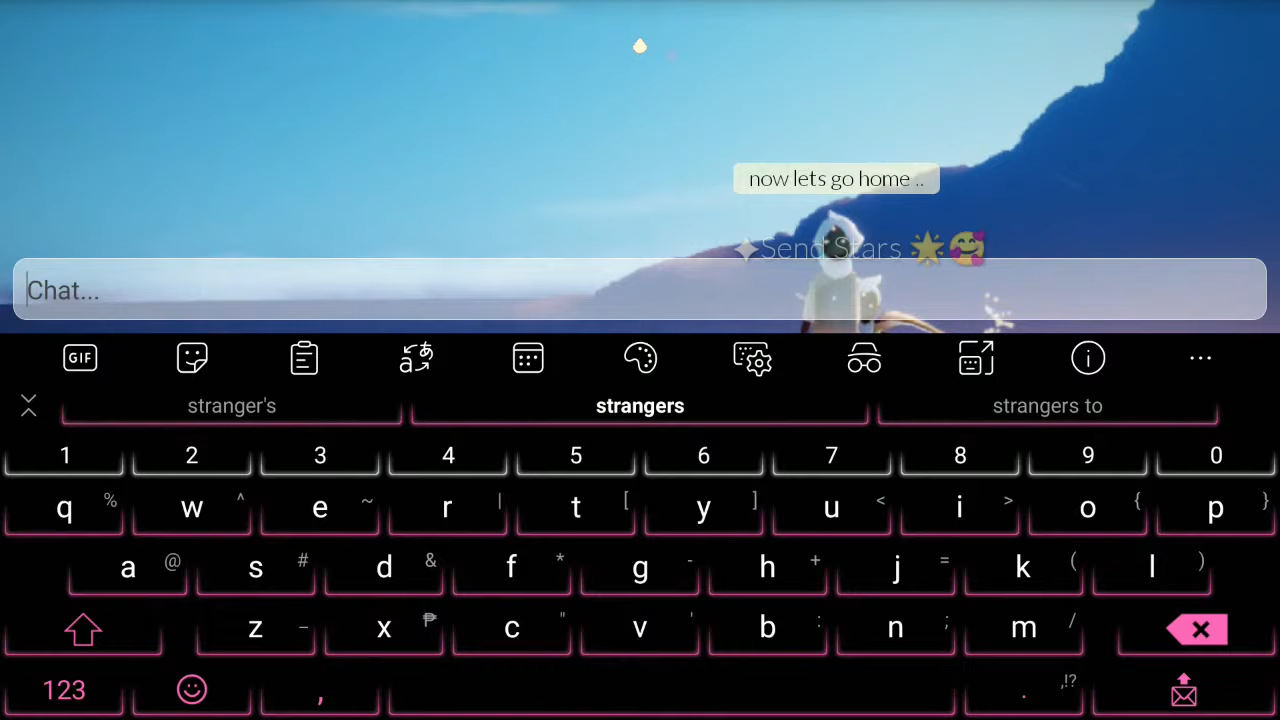 now lets go home ..
✦Send Stars 🌟🥰
Chat...
GIF
stranger's strangers strangers to
1 2 3 4 5 6 7 8 9 0
q % w ^ e ~ r | t [ y ] u < i > o { p }
a @ s # d & f * g - h + j = k ( l )
z _ x ₱ c " v ' b : n ; m /
123 , . ,!?